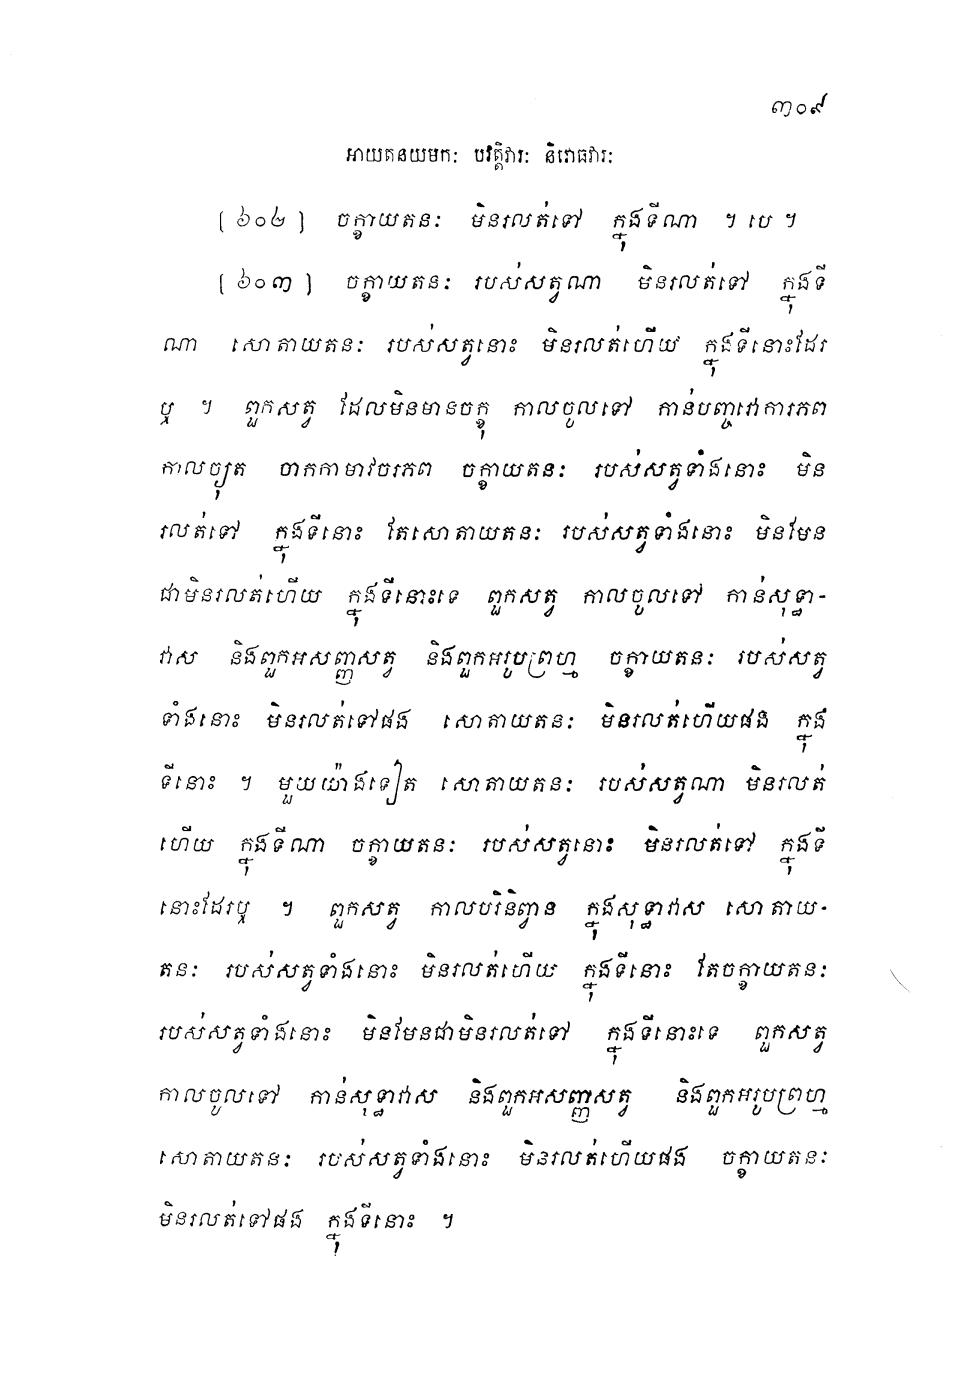 ៣០៩
អាយតនយមក: បវត្តិវារ: និរោធវារ:
[ ៦០២ ] ចក្ខាយតន: មិនរលត់ទៅ ក្នុងទីណា ។ បេ ។
[ ៦០៣ ] ចក្ខាយតន: របស់សត្វណា មិនរលត់ទៅ ក្នុងទី
ណា សោតាយតន: របស់សត្វនោះ មិនរលត់ហើយ ក្នុងទីនោះដែរ
ឬ ។ ពួកសត្វ ដែលមិនមានចក្ខុ កាលចូលទៅ កាន់បញ្ចវោការភព
កាលច្យុត ចាកកាមាវចរភព ចក្ខាយតន: របស់សត្វទាំងនោះ មិន
រលត់ទៅ ក្នុងទីនោះ តែសោតាយតន: របស់សត្វទាំងនោះ មិនមែន
ជាមិនរលត់ហើយ ក្នុងទីនោះទេ ពួកសត្វ កាលចូលទៅ កាន់សុទ្ធា-
វាស និងពួកអសញ្ញសត្វ និងពួកអរូបព្រហ្ម ចក្ខាយតន: របស់សត្វ
ទាំងនោះ មិនរលត់ទៅផង សោតាយតន: មិនរលត់ហើយផង ក្នុង
ទីនោះ ។ មួយយ៉ាងទៀត សោតាយតន: របស់សត្វណា មិនរលត់
ហើយ ក្នុងទីណា ចក្ខាយតន: របស់សត្វនោះ មិនរលត់ទៅ ក្នុងទី
នោះដែរឬ ។ ពួកសត្វ កាលបរិនិព្វាន ក្នុងសុទ្ធាវាស សោតាយ-
តន: របស់សត្វទាំងនោះ មិនរលត់ហើយ ក្នុងទីនោះ តែចក្ខាយតន:
របស់សត្វទាំងនោះ មិនមែនជាមិនរលត់ទៅ ក្នុងទីនោះទេ ពួកសត្វ
កាលចូលទៅ កាន់សុទ្ធាវាស និងពួកអសញ្ញសត្វ និងពួកអរូបព្រហ្ម
សោតាយតន: របស់សត្វទាំងនោះ មិនរលត់ហើយផង ចក្ខាយតន:
មិនរលត់ទៅផង ក្នុងទីនោះ ។